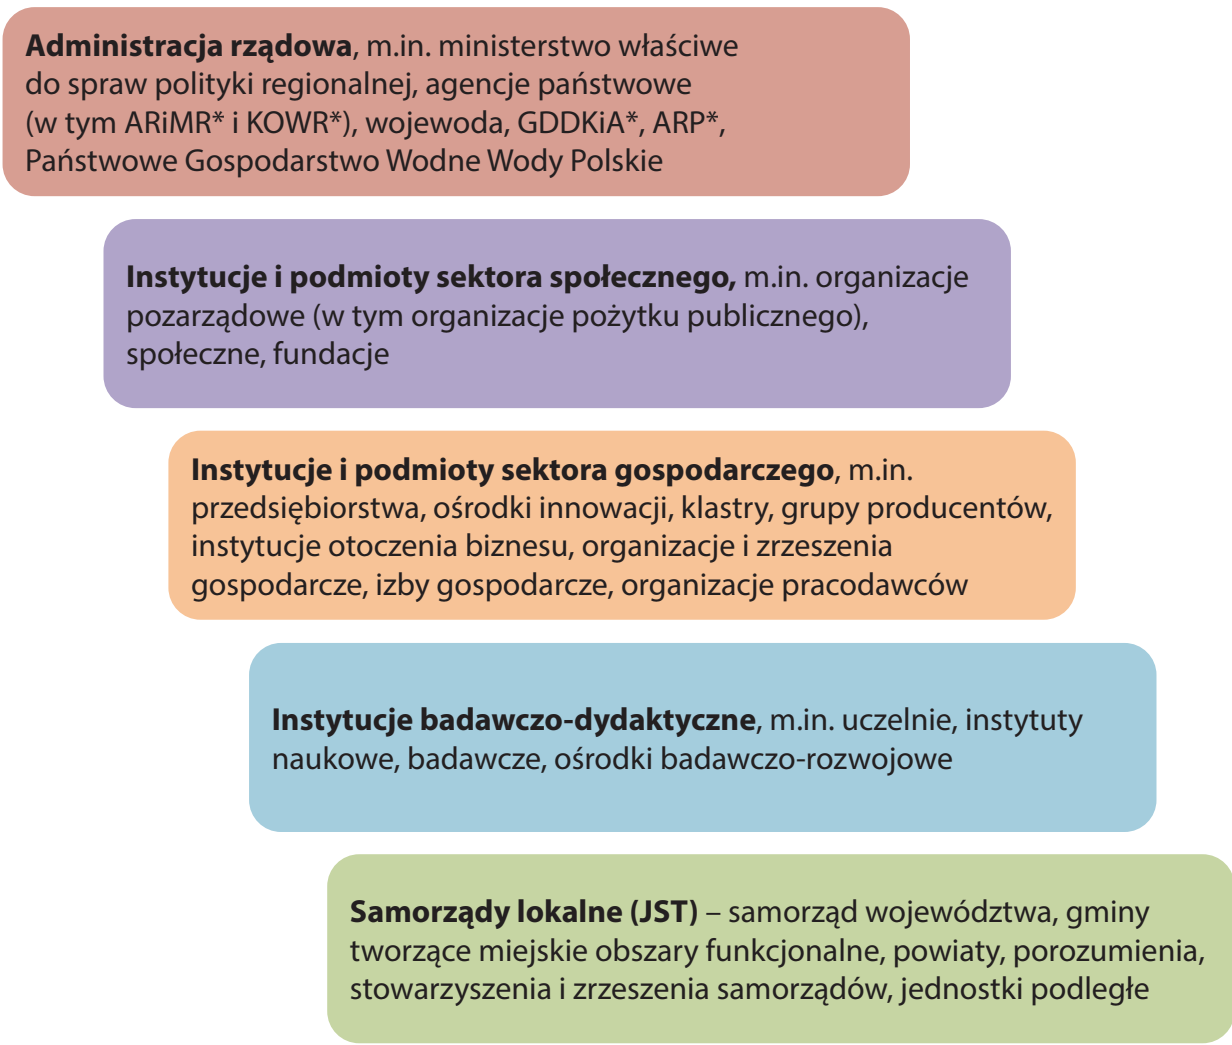 Administracja rządowa, m.in. ministerstwo właściwe
do spraw polityki regionalnej, agencje państwowe
(w tym ARiMR* i KOWR*), wojewoda, GDDKiA*, ARP*,
Państwowe Gospodarstwo Wodne Wody Polskie
Instytucje i podmioty sektora społecznego, m.in. organizacje
pozarządowe (w tym organizacje pożytku publicznego),
społeczne, fundacje
Instytucje i podmioty sektora gospodarczego, m.in.
przedsiębiorstwa, ośrodki innowacji, klastry, grupy producentów,
instytucje otoczenia biznesu, organizacje i zrzeszenia
gospodarcze, izby gospodarcze, organizacje pracodawców
Instytucje badawczo-dydaktyczne, m.in. uczelnie, instytuty
naukowe, badawcze, ośrodki badawczo-rozwojowe
Samorządy lokalne (JST) – samorząd województwa, gminy
tworzące miejskie obszary funkcjonalne, powiaty, porozumienia,
stowarzyszenia i zrzeszenia samorządów, jednostki podległe